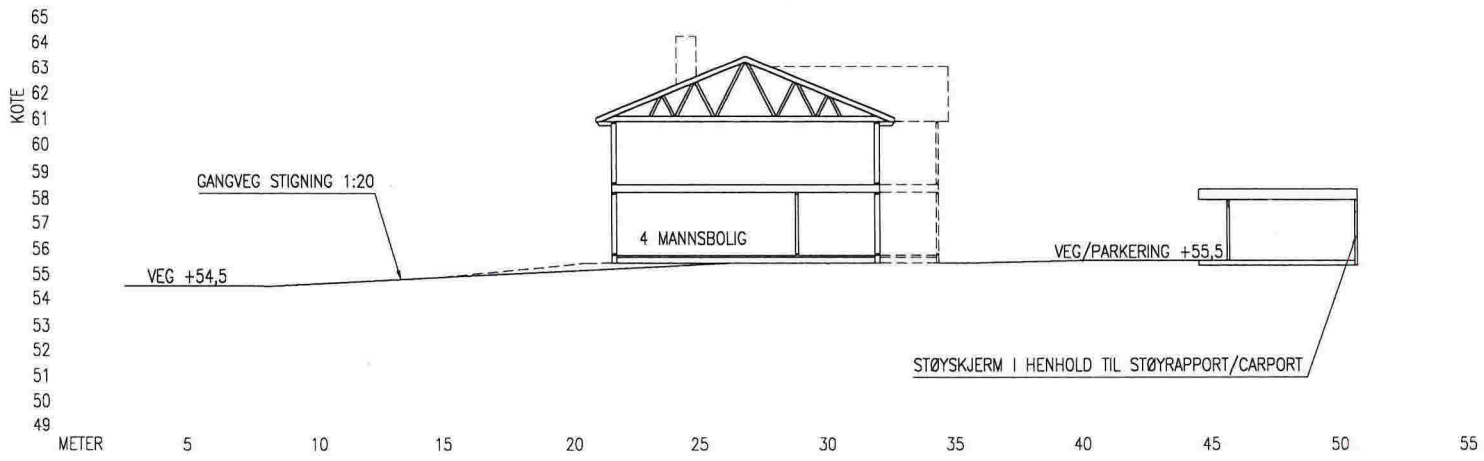 65
64
63
62
61
60
59
58
57
56
55
54
53
52
51
50
49
KOTE
GANGVEG STIGNING 1:20
4 MANNSBOLIG
VEG/PARKERING +55,5
VEG +54,5
STØYSKJERM I HENHOLD TIL STØYRAPPORT/CARPORT
METER 5 10 15 20 25 30 35 40 45 50 55